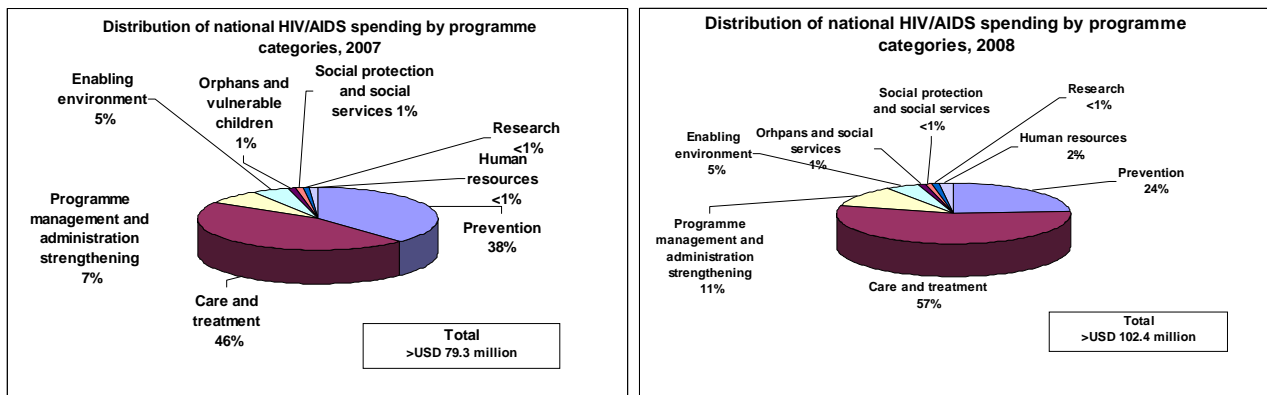 Distribution of national HIV/AIDS spending by programme
categories, 2007
Enabling
environment
5%
Orphans and
vulnerable
children
1%
Social protection
and social
services 1%
Research
<1%
Human
resources
<1%
Prevention
38%
Programme
management and
administration
strengthening
7%
Care and
treatment
46%
Total
>USD 79.3 million
Distribution of national HIV/AIDS spending by programme
categories, 2008
Enabling
environment
5%
Orhpans and social
services
1%
Social protection
and social services
<1%
Research
<1%
Human resources
2%
Prevention
24%
Programme
management and
administration
strengthening
11%
Care and treatment
57%
Total
>USD 102.4 million